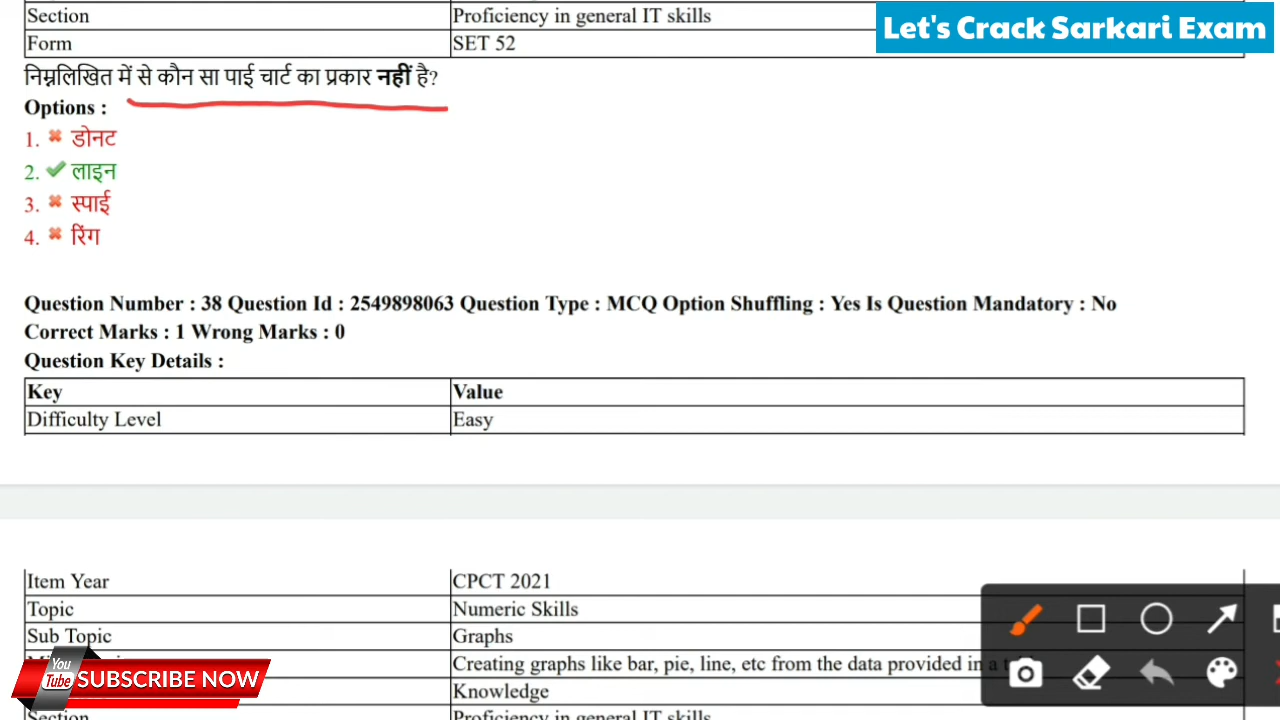 Section Proficiency in general IT skills
Let's Crack Sarkari Exam
Form SET 52
निम्नलिखित में से कौन सा पाई चार्ट का प्रकार नहीं है?
Options :
1. डोनट
2. लाइन
3. स्पाई
4. रिंग
Question Number : 38 Question Id : 2549898063 Question Type : MCQ Option Shuffling : Yes Is Question Mandatory : No
Correct Marks : 1 Wrong Marks : 0
Question Key Details :
Key Value
Difficulty Level Easy
Item Year CPCT 2021
Topic Numeric Skills
Sub Topic Graphs
Creating graphs like bar, pie, line, etc from the data provided in a
Knowledge
You Tube SUBSCRIBE NOW
Section Proficiency in general IT skills